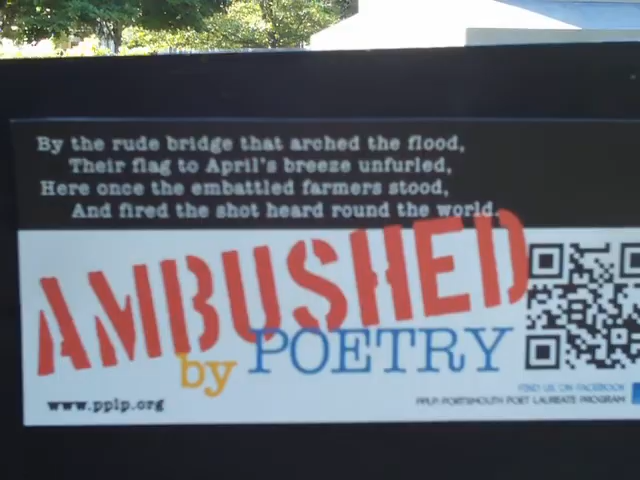 By the rude bridge that arched the flood,
Their flag to April's breeze unfurled,
Here once the embattled farmers stood,
And fired the shot heard round the world.
AMBUSHED
by POETRY
www.pplp.org
FIND US ON FACEBOOK
PPLP: PORTSMOUTH POET LAUREATE PROGRAM